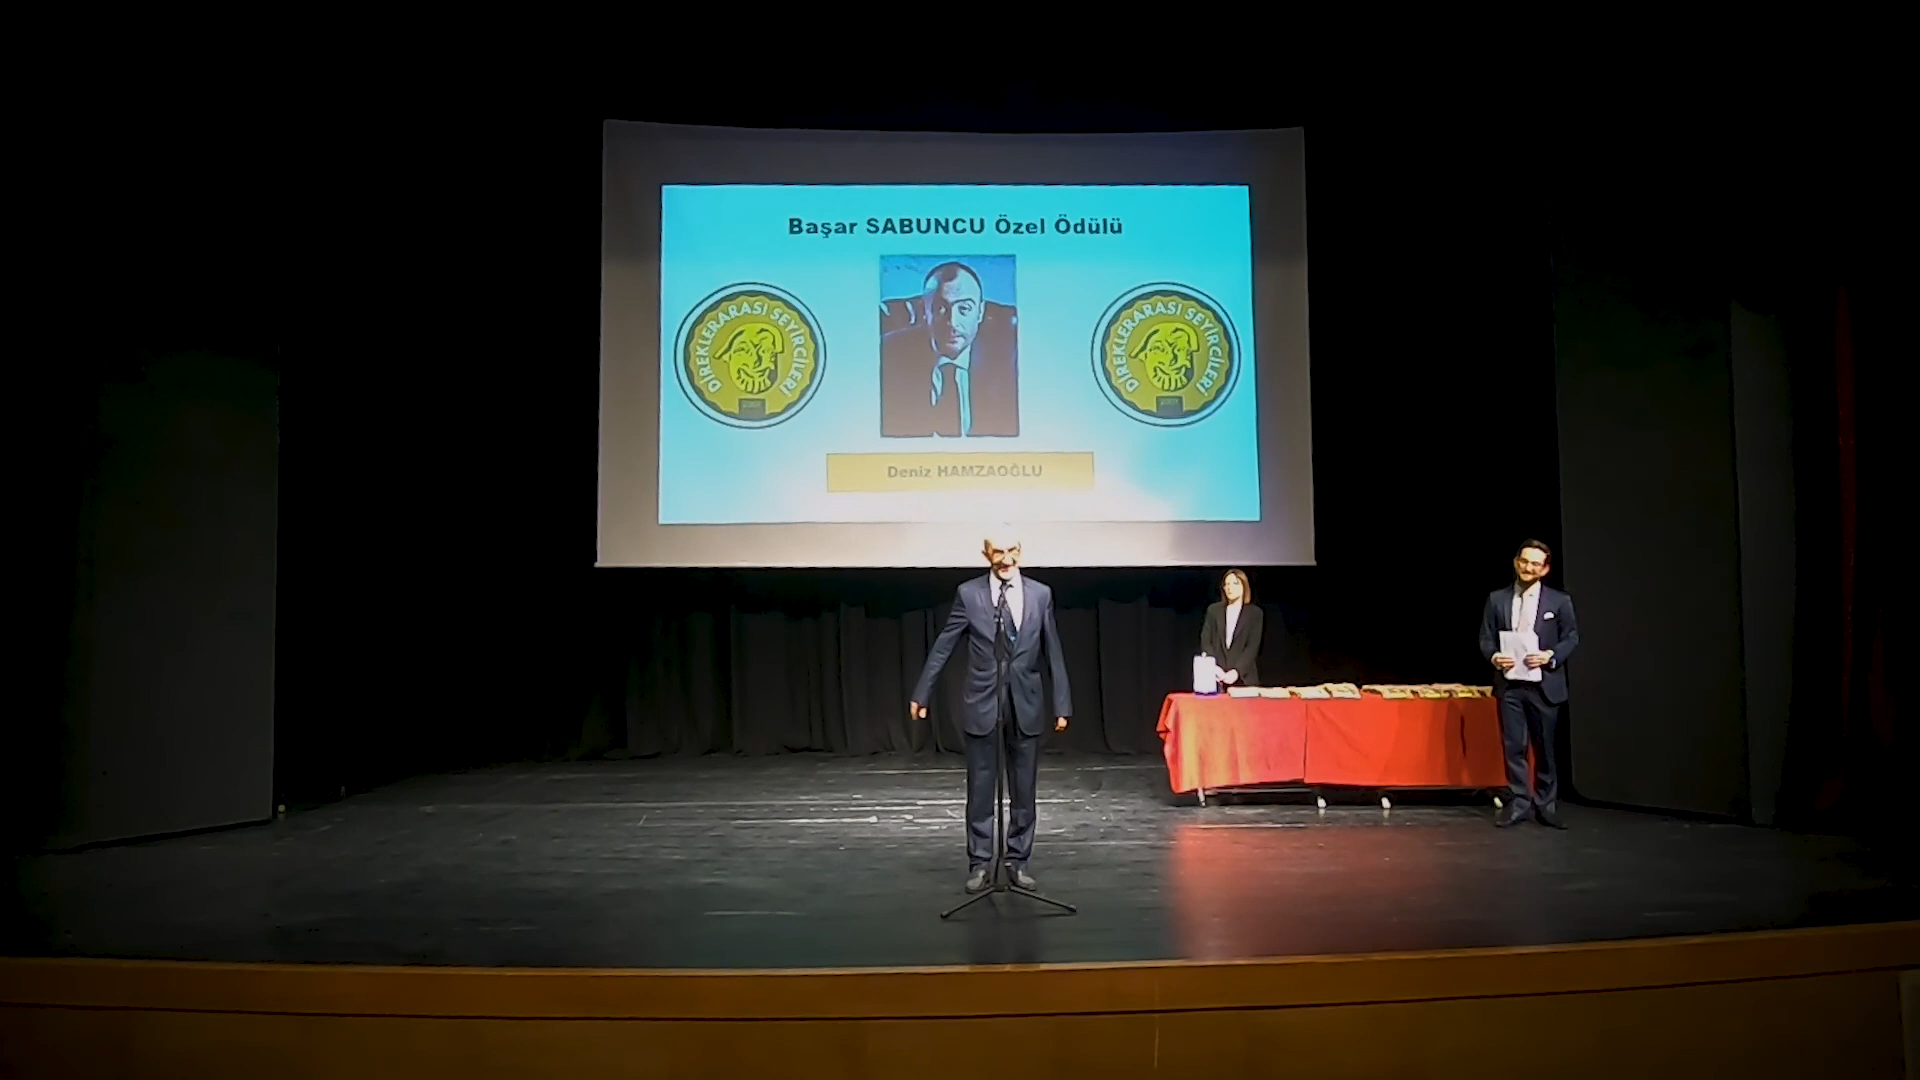 Başar SABUNCU Özel Ödülü
DİREKLERARASI SEYİRCİLERİ
DİREKLERARASI SEYİRCİLERİ
Deniz HAMZAOĞLU